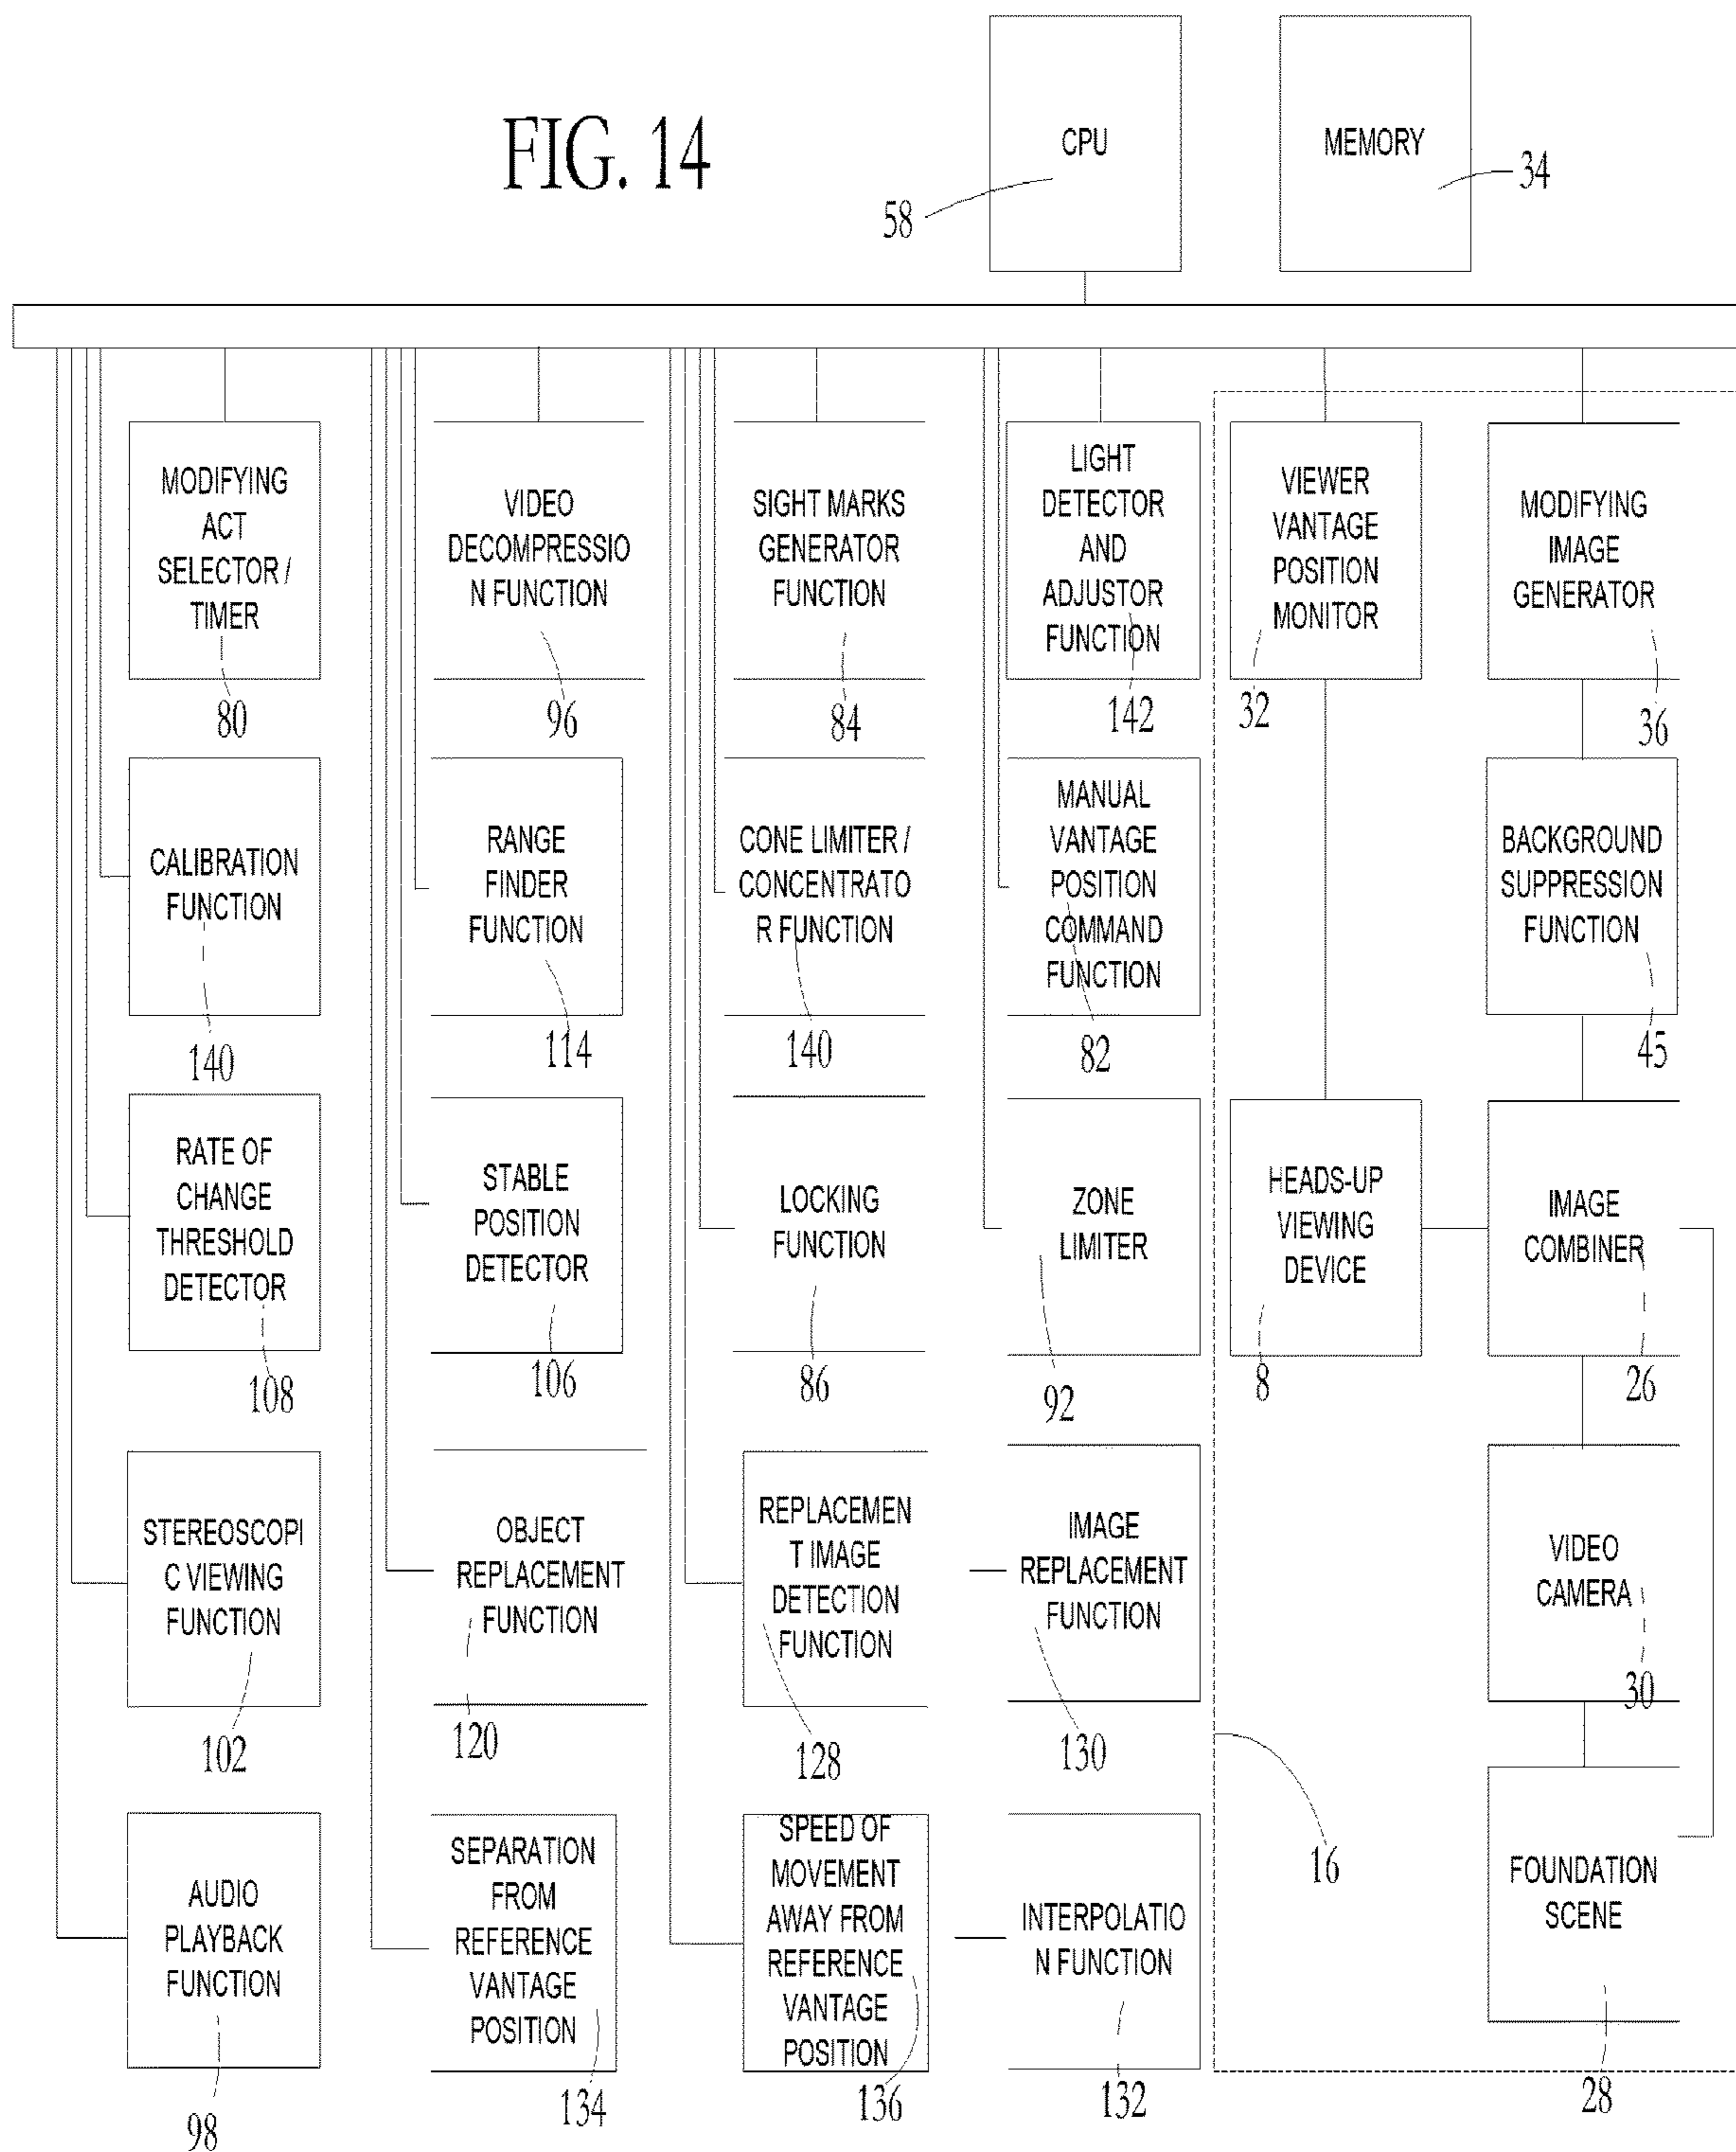 FIG. 14
CPU
58
MEMORY
34
MODIFYING
ACT
SELECTOR /
TIMER
80
VIDEO
DECOMPRESSIO
N FUNCTION
96
SIGHT MARKS
GENERATOR
FUNCTION
84
LIGHT
DETECTOR
AND
ADJUSTOR
FUNCTION
142
VIEWER
VANTAGE
POSITION
MONITOR
32
MODIFYING
IMAGE
GENERATOR
36
CALIBRATION
FUNCTION
140
RANGE
FINDER
FUNCTION
114
CONE LIMITER /
CONCENTRATO
R FUNCTION
140
MANUAL
VANTAGE
POSITION
COMMAND
FUNCTION
82
BACKGROUND
SUPPRESSION
FUNCTION
45
RATE OF
CHANGE
THRESHOLD
DETECTOR
108
STABLE
POSITION
DETECTOR
106
LOCKING
FUNCTION
86
ZONE
LIMITER
92
HEADS-UP
VIEWING
DEVICE
8
IMAGE
COMBINER
26
STEREOSCOPI
C VIEWING
FUNCTION
102
OBJECT
REPLACEMENT
FUNCTION
120
REPLACEMEN
T IMAGE
DETECTION
FUNCTION
128
IMAGE
REPLACEMENT
FUNCTION
130
VIDEO
CAMERA
30
AUDIO
PLAYBACK
FUNCTION
98
SEPARATION
FROM
REFERENCE
VANTAGE
POSITION
134
SPEED OF
MOVEMENT
AWAY FROM
REFERENCE
VANTAGE
POSITION
136
INTERPOLATIO
N FUNCTION
132
16
FOUNDATION
SCENE
28